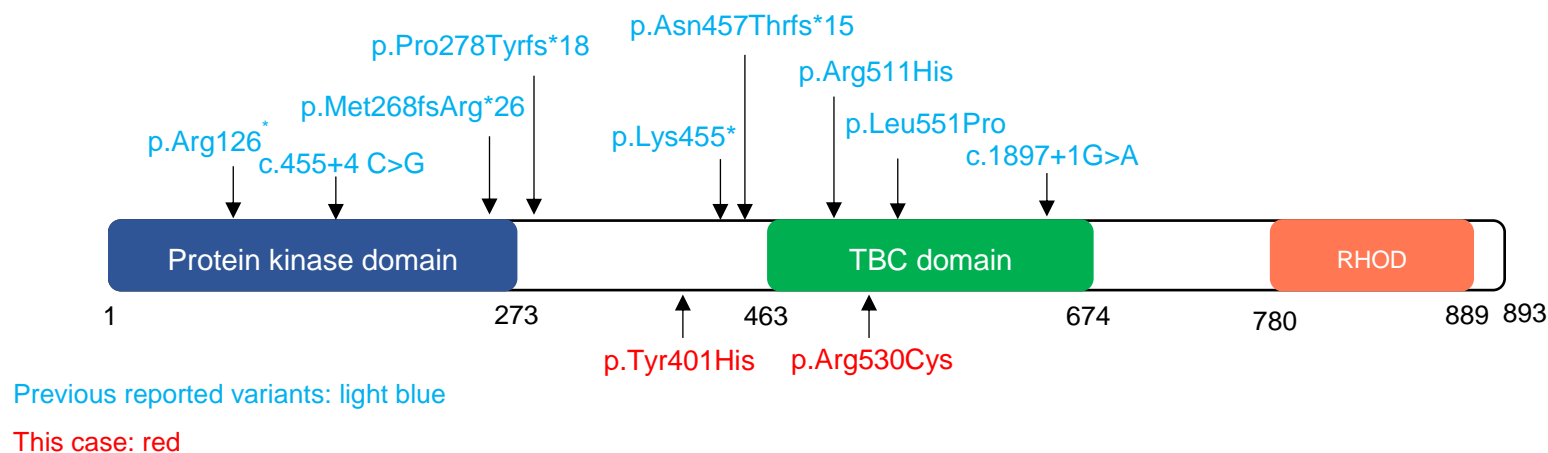 p.Asn457Thrfs*15
p.Pro278Tyrfs*18
p.Arg511His
p.Met268fsArg*26
p.Arg126*
p.Lys455*
p.Leu551Pro
c.455+4 C>G
c.1897+1G>A
Protein kinase domain
TBC domain
RHOD
1
273
463
674
780
889
893
p.Tyr401His
p.Arg530Cys
Previous reported variants: light blue
This case: red